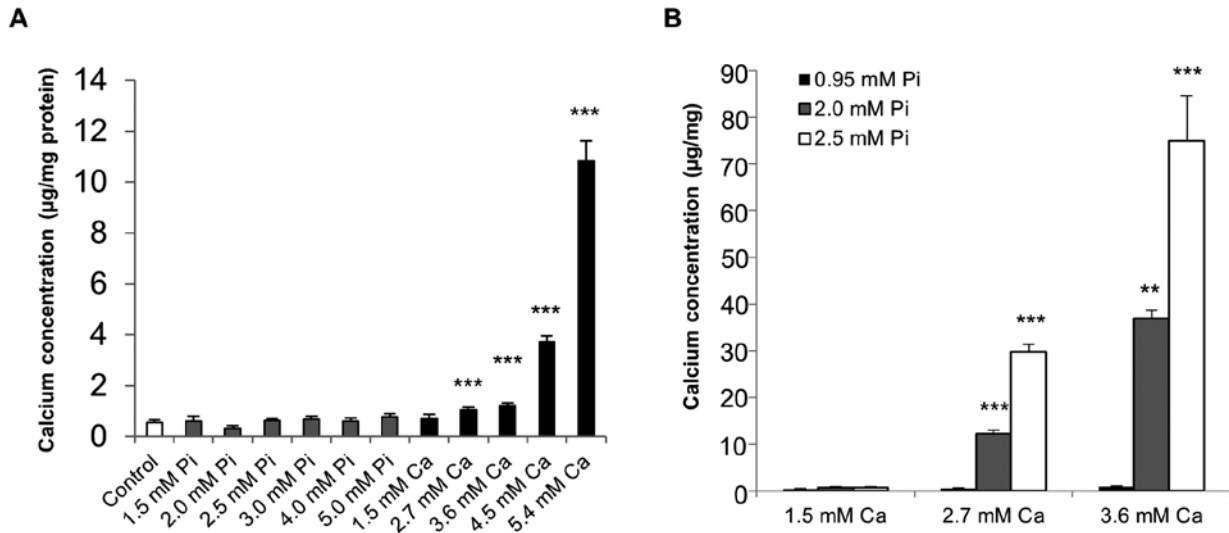 A
Calcium concentration (µg/mg protein)
14
12
10
8
6
4
2
0
***
***
***
***
Control
1.5 mM Pi
2.0 mM Pi
2.5 mM Pi
3.0 mM Pi
4.0 mM Pi
5.0 mM Pi
1.5 mM Ca
2.7 mM Ca
3.6 mM Ca
4.5 mM Ca
5.4 mM Ca
B
Calcium concentration (µg/mg)
90
80
70
60
50
40
30
20
10
0
0.95 mM Pi
2.0 mM Pi
2.5 mM Pi
***
***
**
***
1.5 mM Ca
2.7 mM Ca
3.6 mM Ca